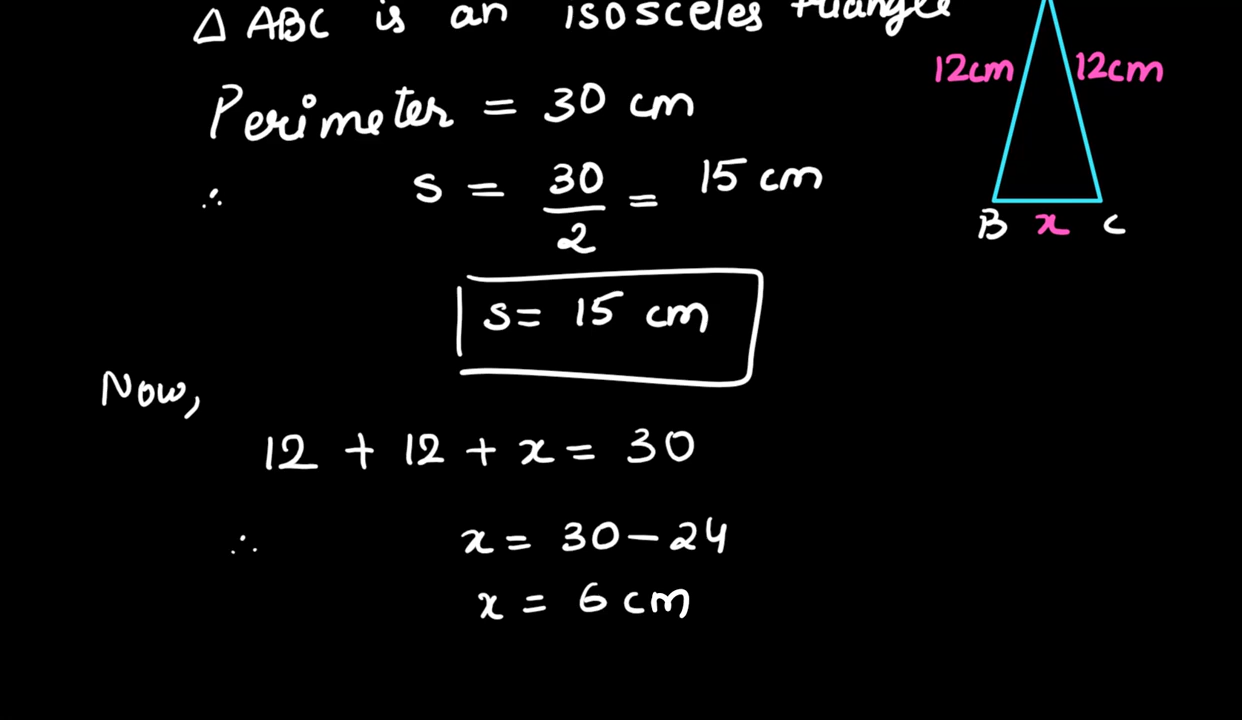 △ ABC is an isosceles triangle
12cm 12cm
Perimeter = 30 cm
∴ s = 30/2 = 15 cm
B x C
s = 15 cm
Now,
12 + 12 + x = 30
∴ x = 30 - 24
x = 6 cm